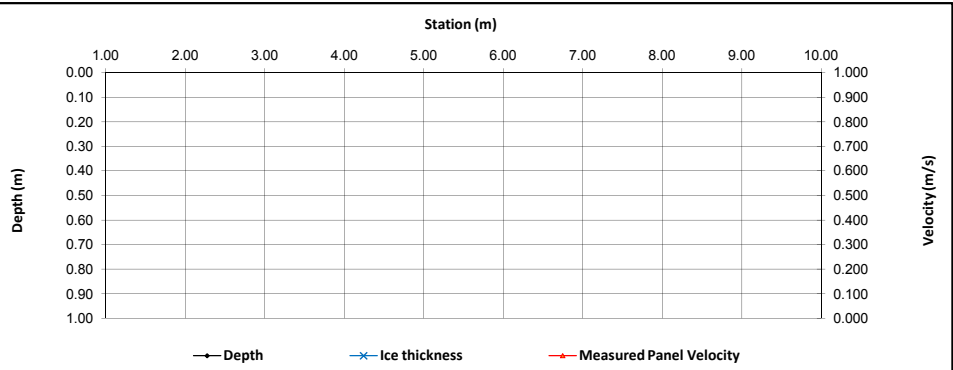 Station (m)
1.00 2.00 3.00 4.00 5.00 6.00 7.00 8.00 9.00 10.00
0.00 1.000
0.10 0.900
0.20 0.800
0.30 0.700
0.40 0.600
0.50 0.500
0.60 0.400
0.70 0.300
0.80 0.200
0.90 0.100
1.00 0.000
Depth (m)
Velocity (m/s)
Depth Ice thickness Measured Panel Velocity